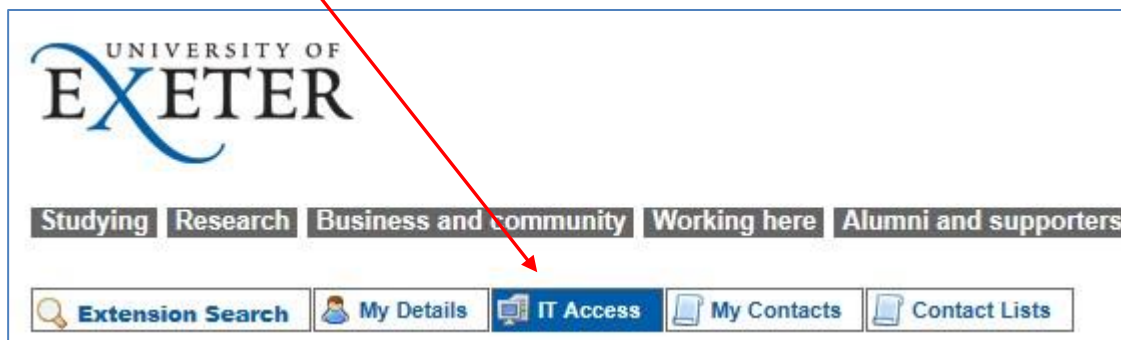 UNIVERSITY OF
EXETER
Studying Research Business and community Working here Alumni and supporters
Extension Search My Details IT Access My Contacts Contact Lists